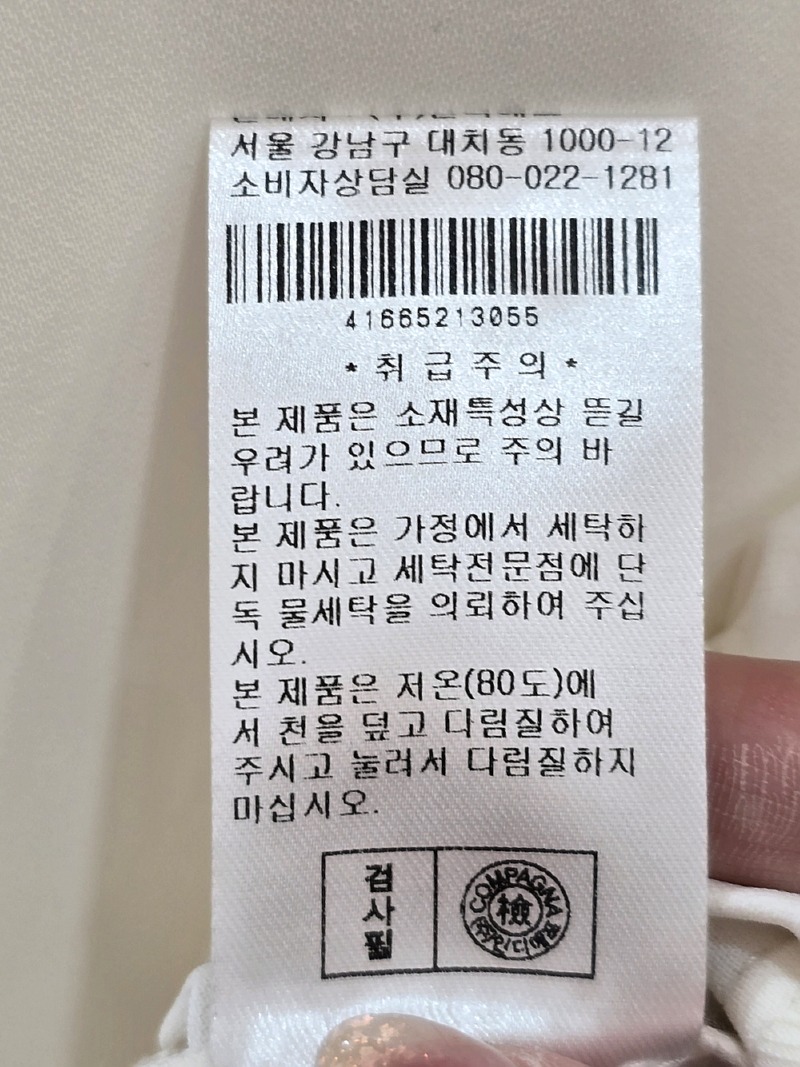 서울 강남구 대치동 1000-12
소비자상담실 080-022-1281
41665213055
* 취 급 주 의 *
본 제품은 소재특성상 뜯길
우려가 있으므로 주의 바
랍니다.
본 제품은 가정에서 세탁하
지 마시고 세탁전문점에 단
독 물세탁을 의뢰하여 주십
시오.
본 제품은 저온(80도)에
서 천을 덮고 다림질하여
주시고 눌려서 다림질하지
마십시오.
검
사
필
COMPAGNA
檢